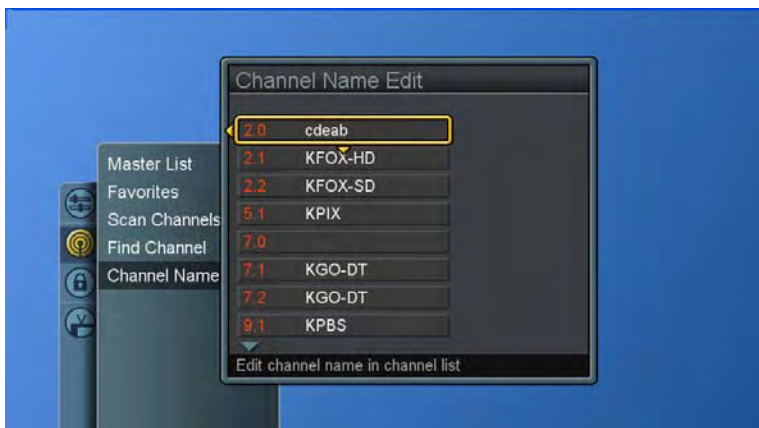 Channel Name Edit
2.0 cdeab
2.1 KFOX-HD
2.2 KFOX-SD
5.1 KPIX
7.0
7.1 KGO-DT
7.2 KGO-DT
9.1 KPBS
Edit channel name in channel list
Master List
Favorites
Scan Channels
Find Channel
Channel Name